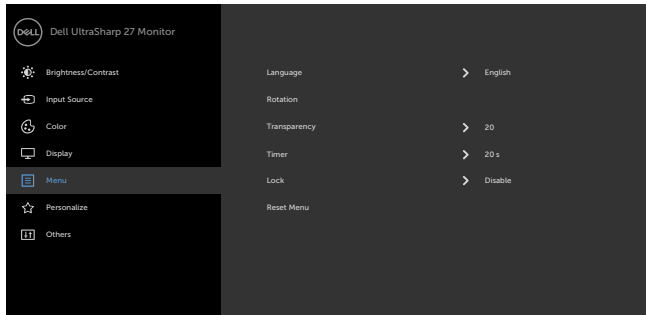 DELL
Dell UltraSharp 27 Monitor
Brightness/Contrast
Input Source
Color
Display
Menu
Personalize
Others
Language > English
Rotation
Transparency > 20
Timer > 20 s
Lock > Disable
Reset Menu